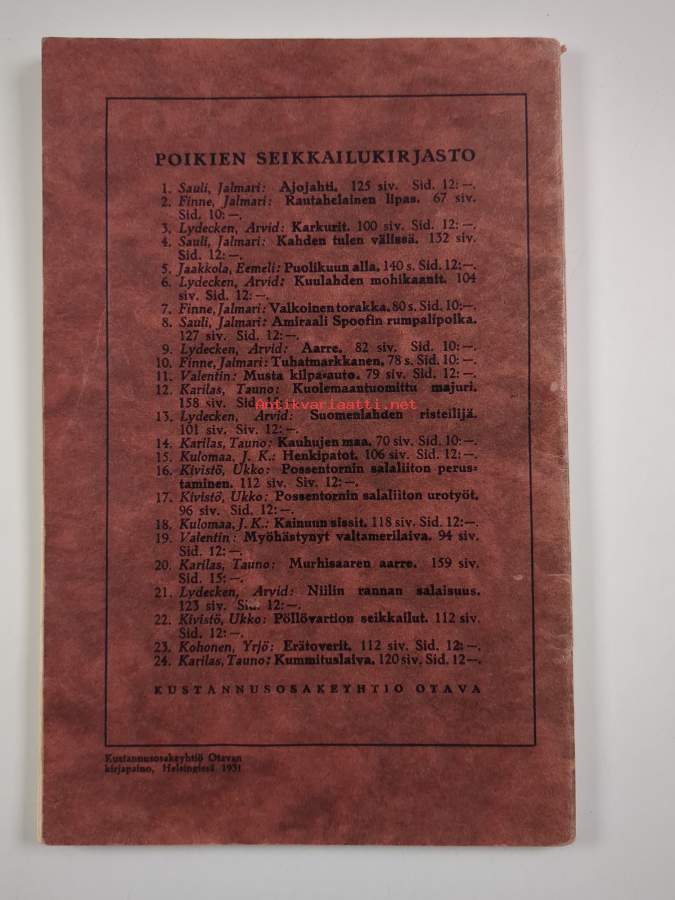 POIKIEN SEIKKAILUKIRJASTO
1. Sauli, Jalmari: Ajojahti. 125 siv. Sid. 12:—.
2. Finne, Jalmari: Rautahelainen lipas. 67 siv.
Sid. 10:—.
3. Lydecken, Arvid: Karkurit. 100 siv. Sid. 12:—.
4. Sauli, Jalmari: Kahden tulen välissä. 132 siv.
Sid. 12:—.
5. Jaakkola, Eemeli: Puolikuun alla. 140 s. Sid. 12:—.
6. Lydecken, Arvid: Kuulahden mohikaanit. 104
siv. Sid. 12:—.
7. Finne, Jalmari: Valkoinen torakka. 80 s. Sid. 10:—.
8. Sauli, Jalmari: Amiraali Spoofin rumpalipoika.
127 siv. Sid. 12:—.
9. Lydecken, Arvid: Aarre. 82 siv. Sid. 10:—.
10. Finne, Jalmari: Tuhatmarkkanen. 78 s. Sid. 10:—.
11. Valentin: Musta kilpa-auto. 79 siv. Sid. 12:—.
12. Karilas, Tauno: Kuolemaantuomittu majuri.
158 siv. Sid.
Antikvariaatti.net
13. Lydecken, Arvid: Suomenlahden risteilijä.
101 siv. Siv. 12:—.
14. Karilas, Tauno: Kauhujen maa. 70 siv. Sid. 10:—.
15. Kulomaa, J. K.: Henkipatot. 106 siv. Sid. 12:—.
16. Kivistö, Ukko: Possentornin salaliiton perus-
taminen. 112 siv. Siv. 12:—.
17. Kivistö, Ukko: Possentornin salaliiton urotyöt.
96 siv. Sid. 12:—.
18. Kulomaa, J. K.: Kainuun sissit. 118 siv. Sid. 12:—.
19. Valentin: Myöhästynyt valtamerilaiva. 94 siv.
Sid. 12:—.
20. Karilas, Tauno: Murhisaaren aarre. 159 siv.
Sid. 15:—.
21. Lydecken, Arvid: Niilin rannan salaisuus.
123 siv. Sid. 12:—.
22. Kivistö, Ukko: Pöllövartion seikkailut. 112 siv.
Sid. 12:—.
23. Kohonen, Yrjö: Erätoverit. 112 siv. Sid. 12:—.
24. Karilas, Tauno: Kummituslaiva. 120 siv. Sid. 12—.
KUSTANNUSOSAKEYHTIÖ OTAVA
Kustannusosakeyhtiö Otavan
kirjapaino, Helsingissä 1931